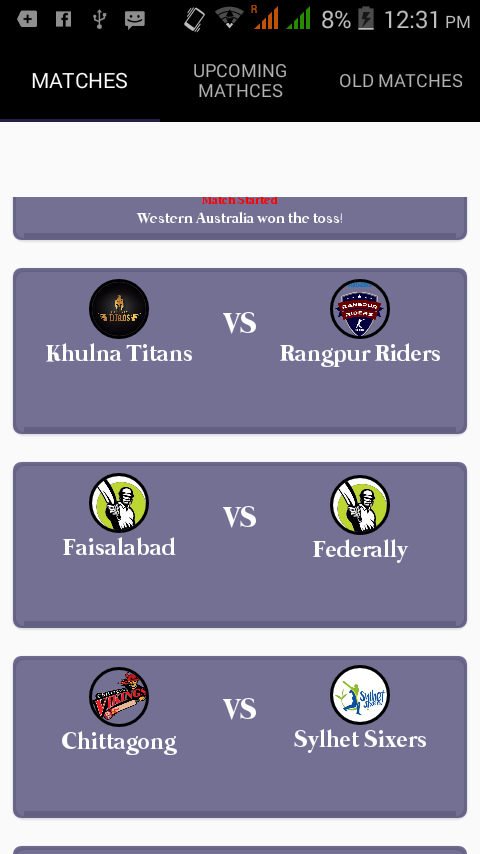 R
8%
12:31 PM
MATCHES
UPCOMING
MATHCES
OLD MATCHES
Match Started
Western Australia won the toss!
TITANS
RANGPUR
RIDERS
VS
Khulna Titans
Rangpur Riders
VS
Faisalabad
Federally
VIKINGS
Sylhet
VS
Chittagong
Sylhet Sixers